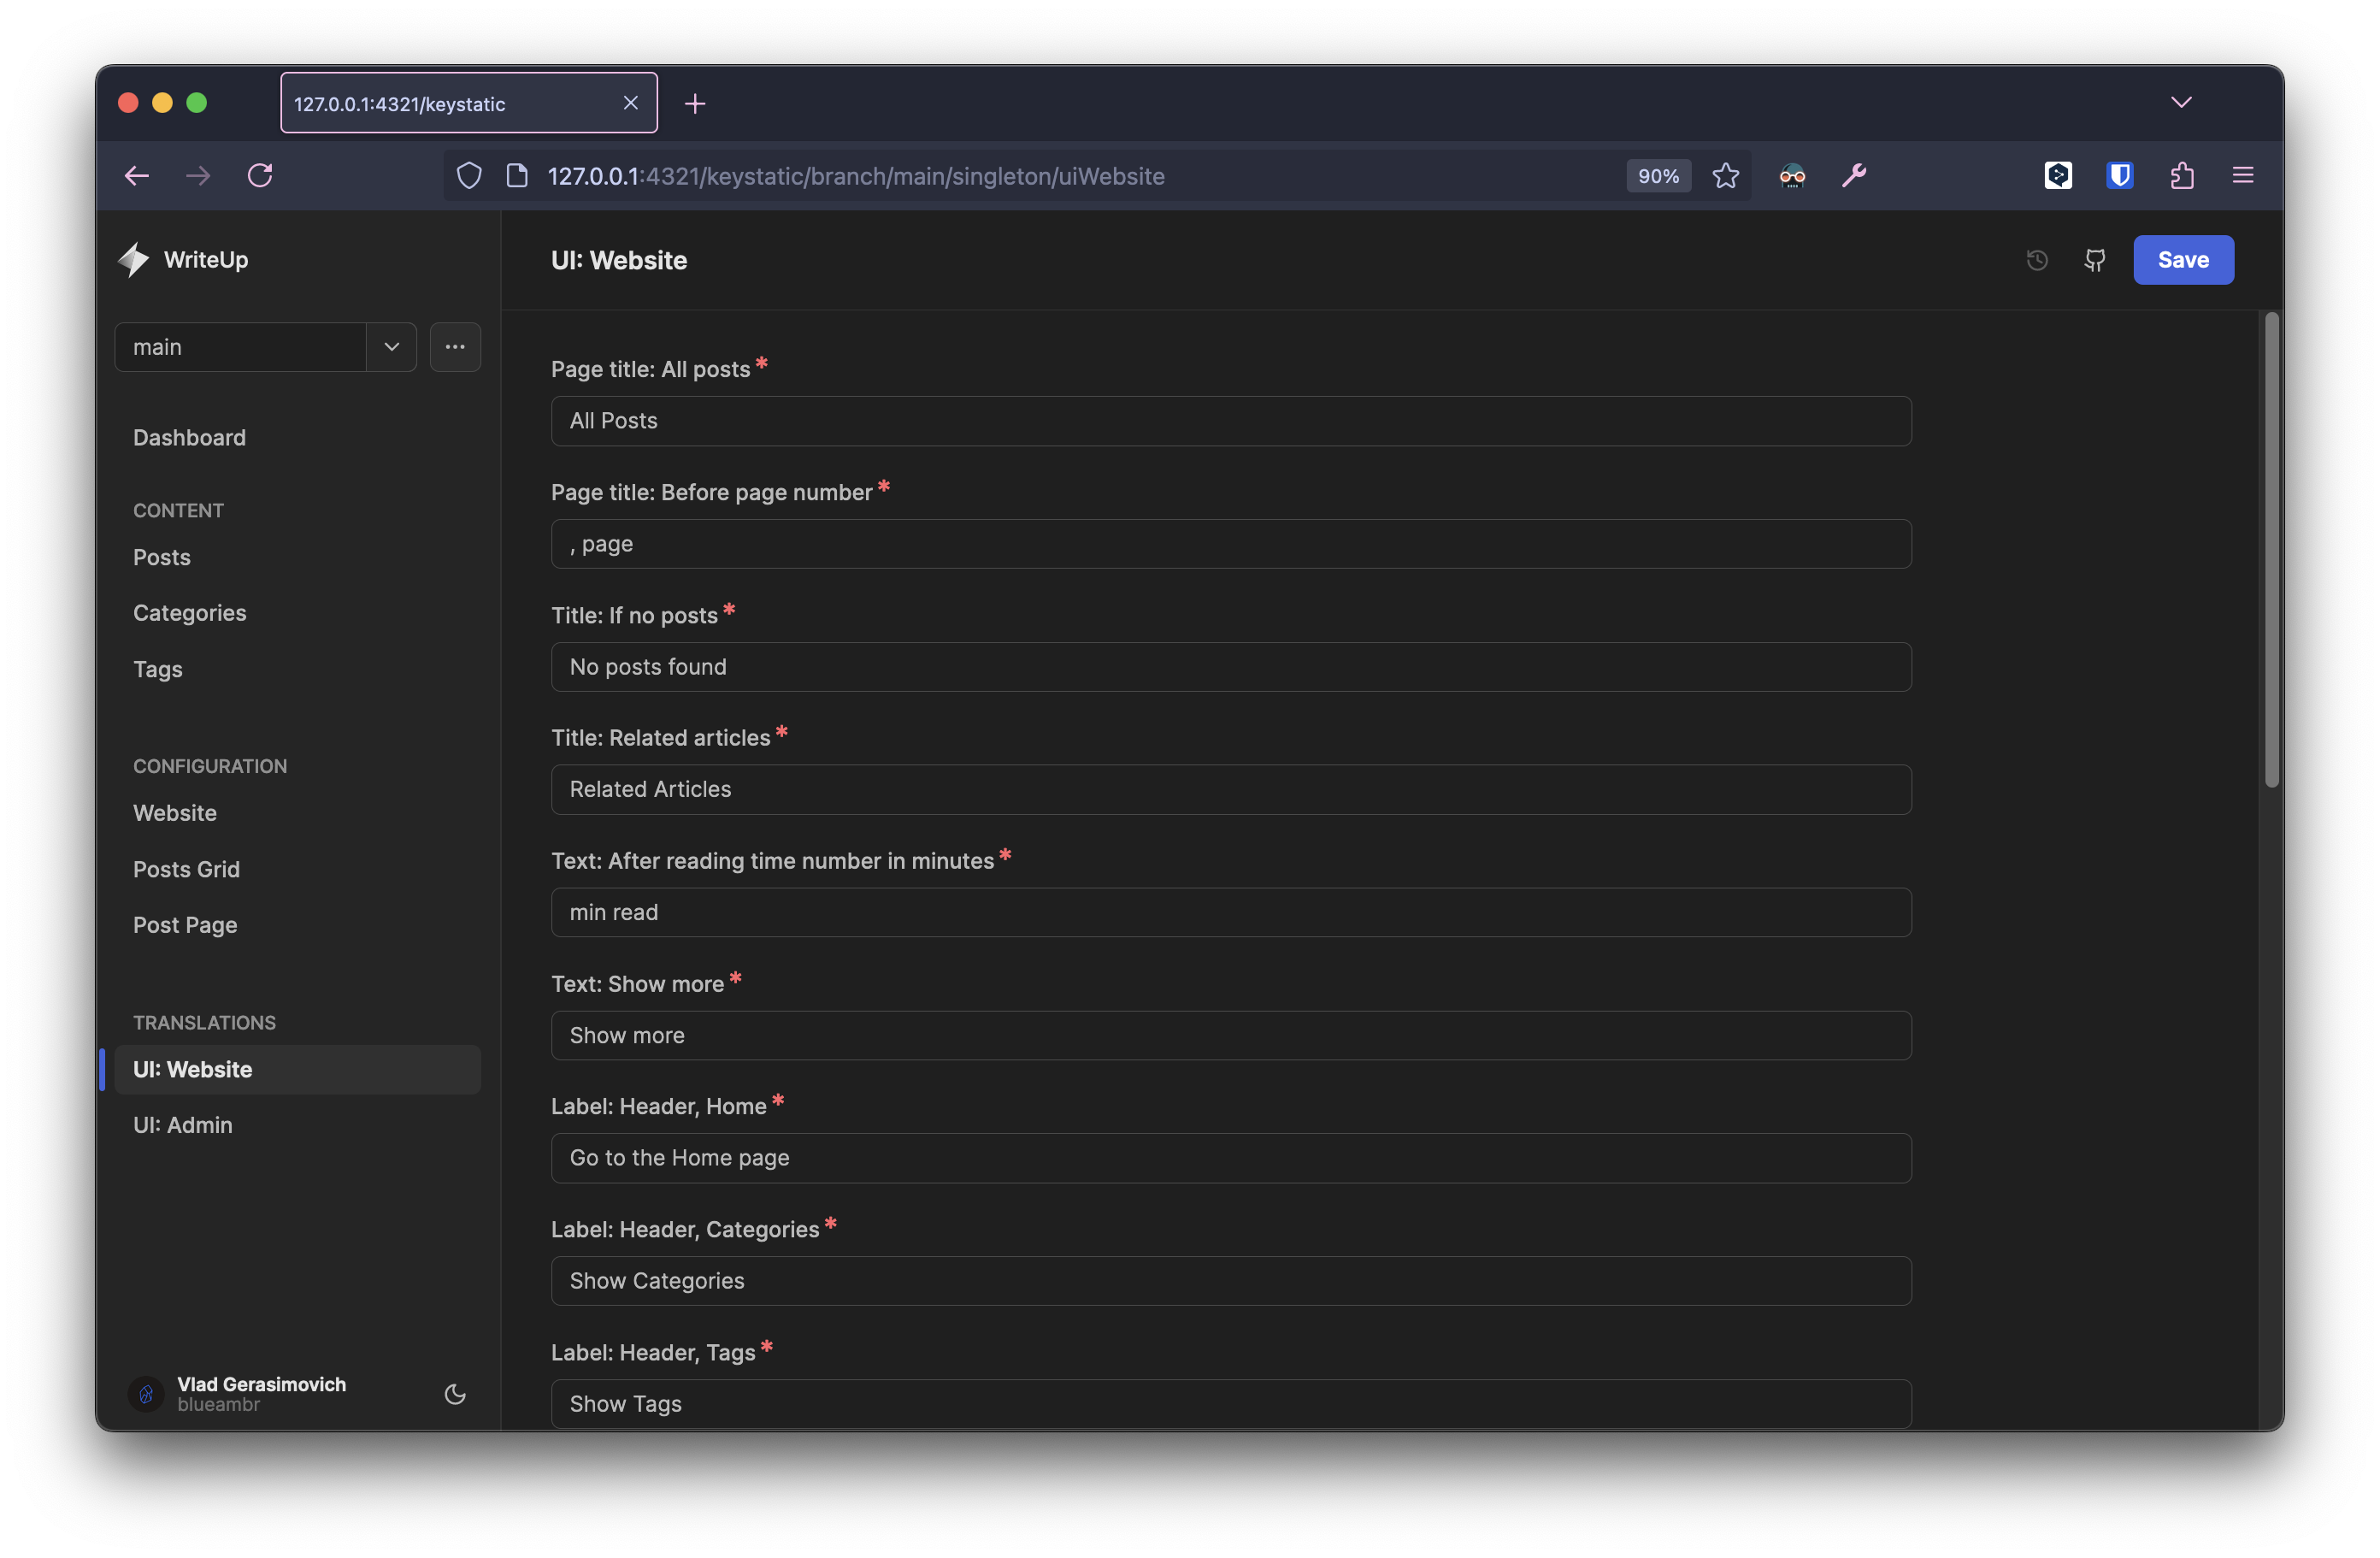 127.0.0.1:4321/keystatic
127.0.0.1:4321/keystatic/branch/main/singleton/uiWebsite
90%
WriteUp
main
Dashboard
CONTENT
Posts
Categories
Tags
CONFIGURATION
Website
Posts Grid
Post Page
TRANSLATIONS
UI: Website
UI: Admin
Vlad Gerasimovich
blueambr
UI: Website
Save
Page title: All posts *
All Posts
Page title: Before page number *
, page
Title: If no posts *
No posts found
Title: Related articles *
Related Articles
Text: After reading time number in minutes *
min read
Text: Show more *
Show more
Label: Header, Home *
Go to the Home page
Label: Header, Categories *
Show Categories
Label: Header, Tags *
Show Tags